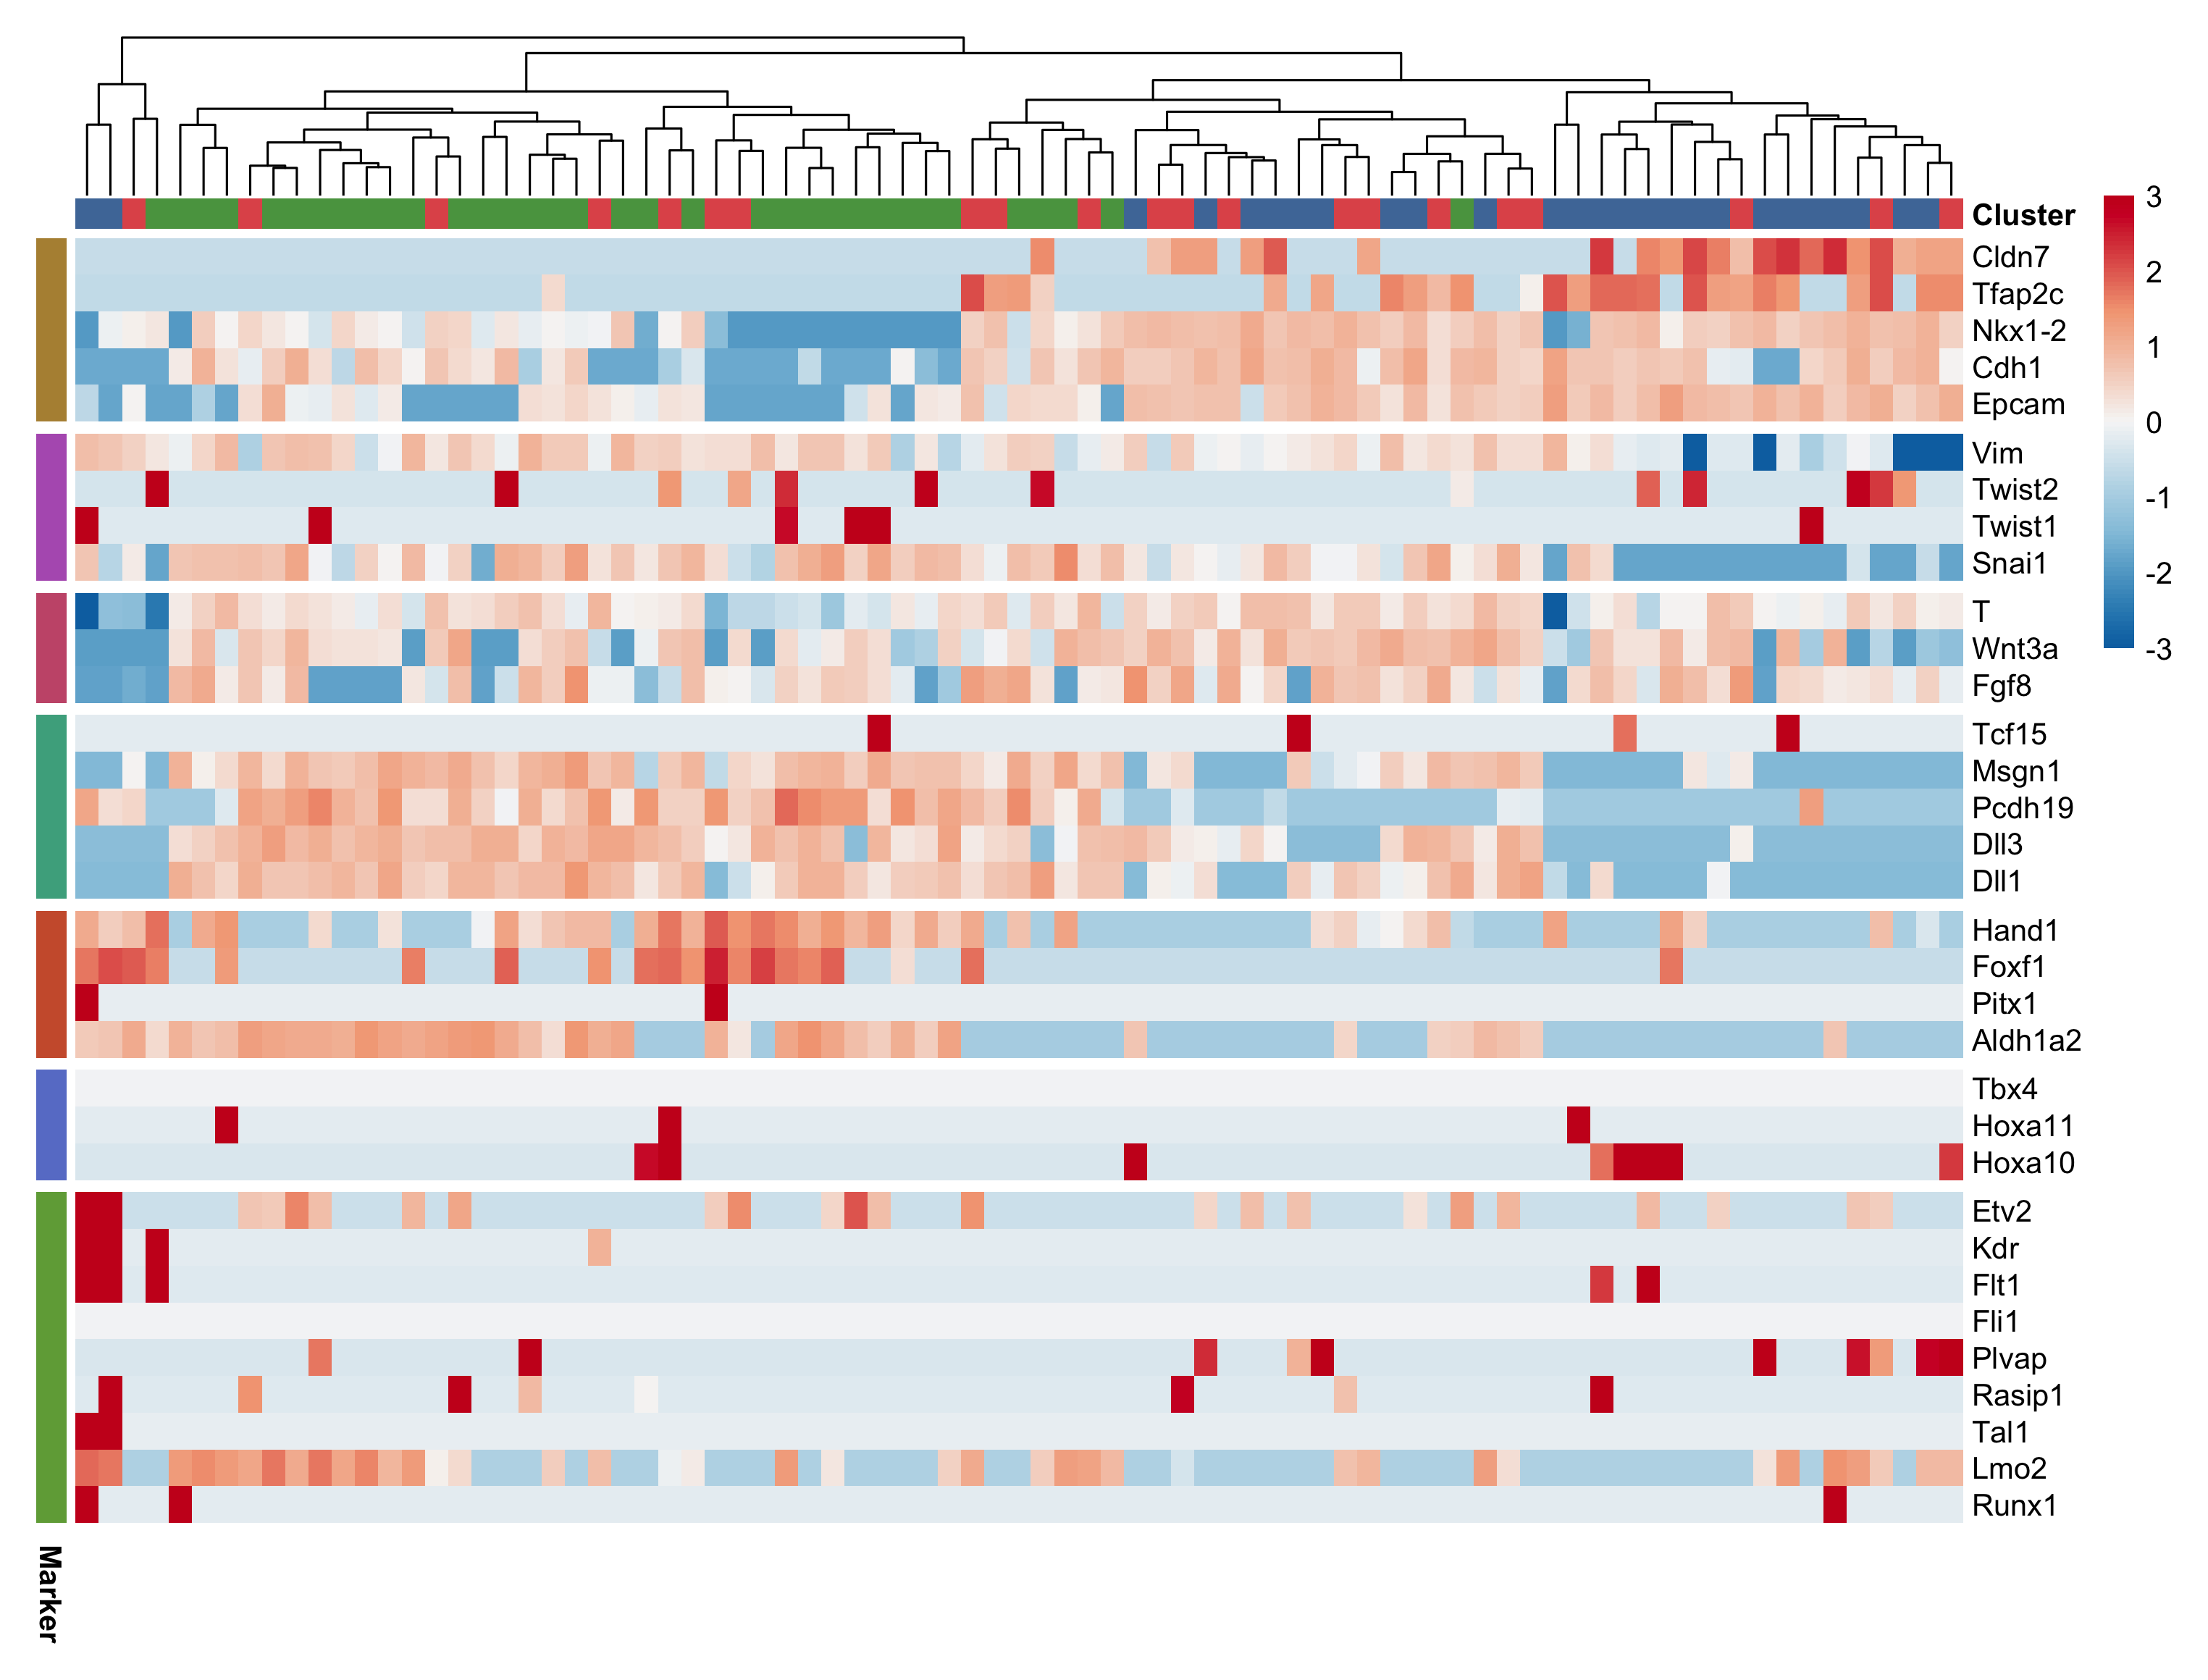 Cluster
3
2
1
0
-1
-2
-3
Cldn7
Tfap2c
Nkx1-2
Cdh1
Epcam
Vim
Twist2
Twist1
Snai1
T
Wnt3a
Fgf8
Tcf15
Msgn1
Pcdh19
Dll3
Dll1
Hand1
Foxf1
Pitx1
Aldh1a2
Tbx4
Hoxa11
Hoxa10
Etv2
Kdr
Flt1
Fli1
Plvap
Rasip1
Tal1
Lmo2
Runx1
Marker